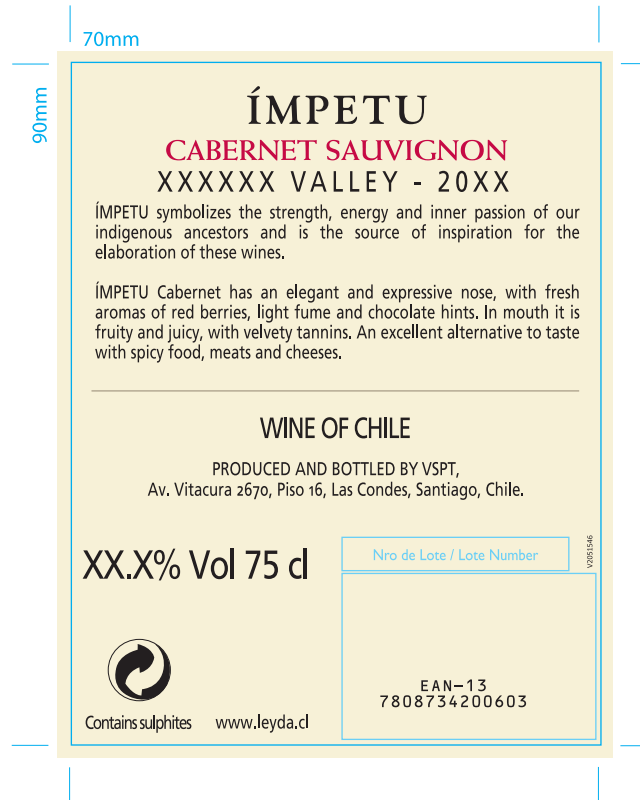 70mm
90mm
ÍMPETU
CABERNET SAUVIGNON
XXXXXX VALLEY - 20XX
ÍMPETU symbolizes the strength, energy and inner passion of our
indigenous ancestors and is the source of inspiration for the
elaboration of these wines.
ÍMPETU Cabernet has an elegant and expressive nose, with fresh
aromas of red berries, light fume and chocolate hints. In mouth it is
fruity and juicy, with velvety tannins. An excellent alternative to taste
with spicy food, meats and cheeses.
WINE OF CHILE
PRODUCED AND BOTTLED BY VSPT,
Av. Vitacura 2670, Piso 16, Las Condes, Santiago, Chile.
XX.X% Vol 75 cl
Nro de Lote / Lote Number
V2051546
EAN-13
7808734200603
Contains sulphites
www.leyda.cl